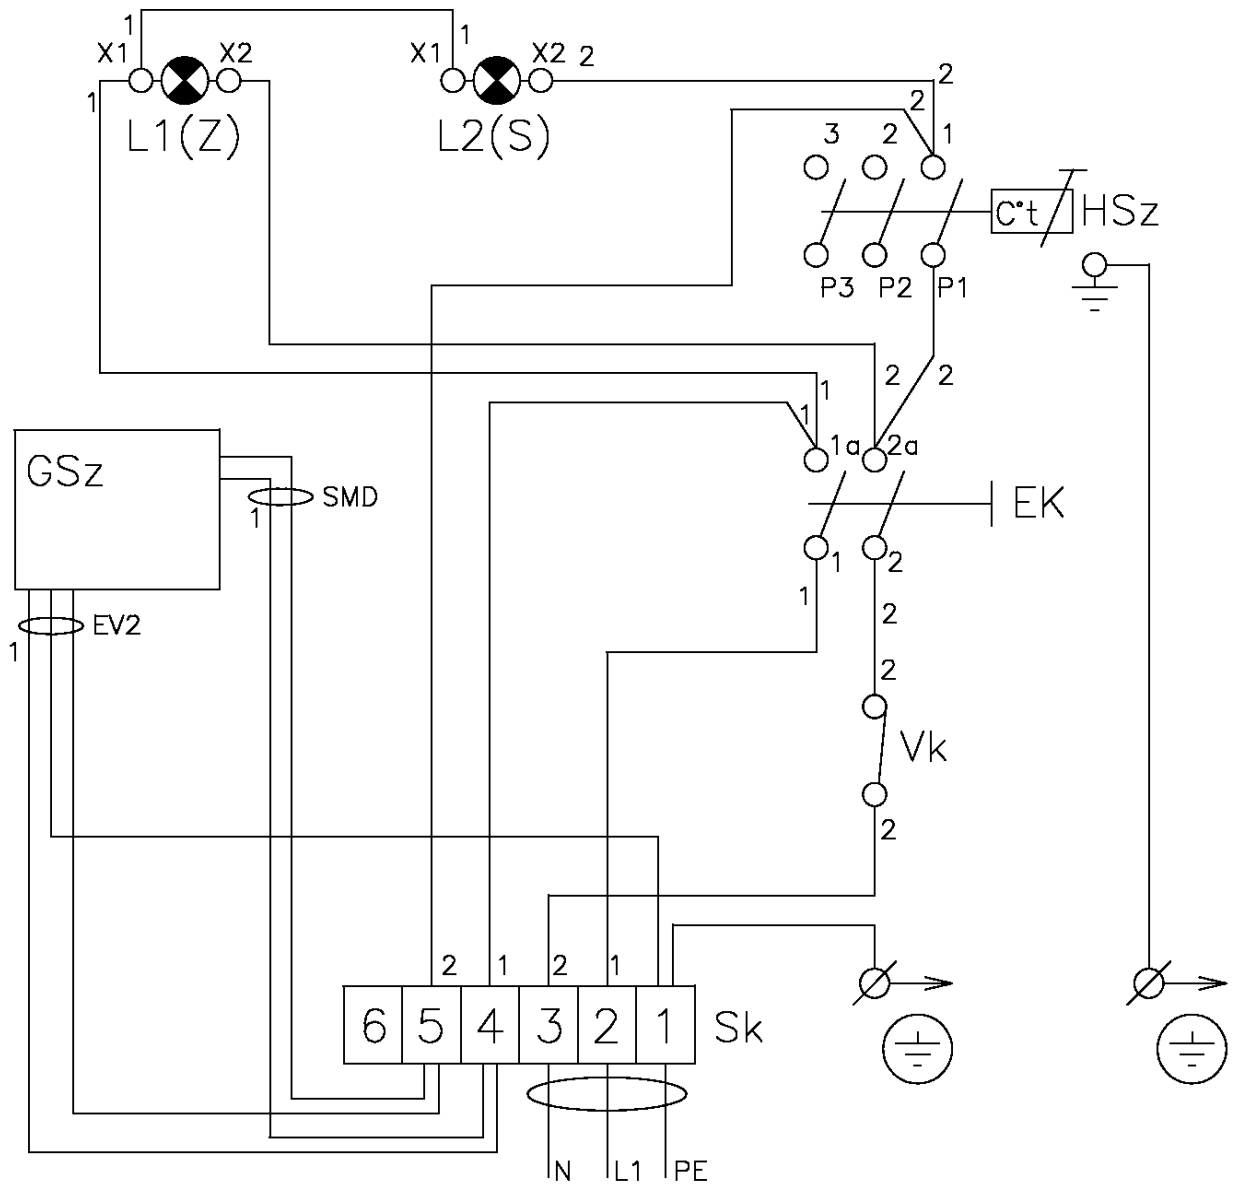 1 1
X1 X2 X1 X2 2 2
1 2
L1(Z) L2(S) 3 2 1
C°t HSz
P3 P2 P1
2 2
1
1
1a 2a
GSz
SMD EK
1
1 2
1 2
EV2
1
2
Vk
2
2 1 2 1
6 5 4 3 2 1 Sk
N L1 PE